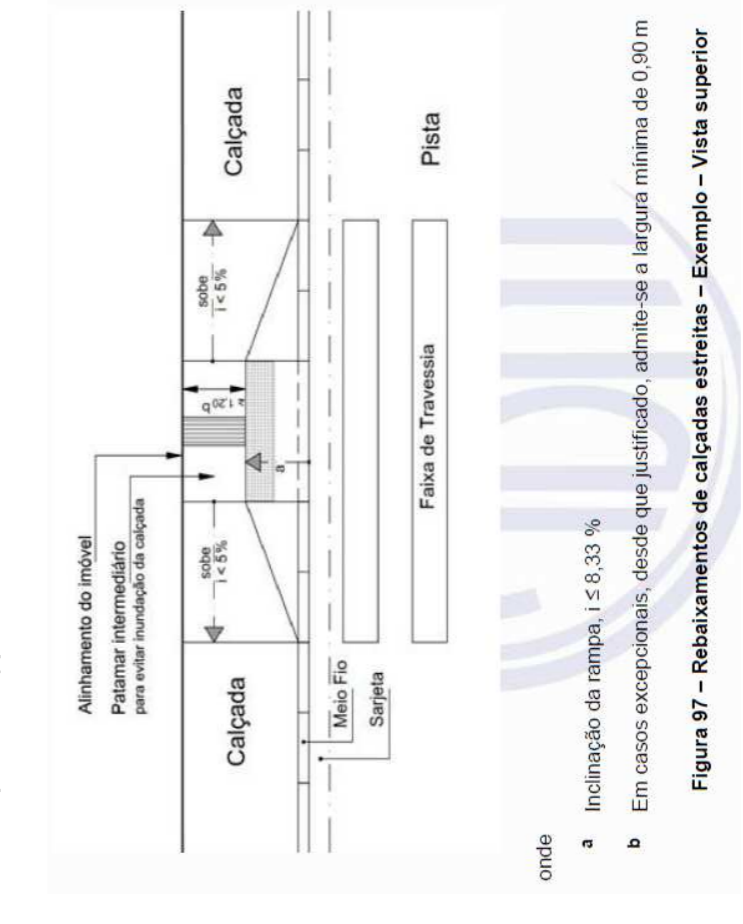 Alinhamento do imóvel
Patamar intermediário
para evitar inundação da calçada
Calçada
sobe
i < 5%
≥ 1,20 b
a
sobe
i < 5%
Calçada
Meio Fio
Sarjeta
Faixa de Travessia
Pista
onde
a Inclinação da rampa, i ≤ 8,33 %
b Em casos excepcionais, desde que justificado, admite-se a largura mínima de 0,90 m
Figura 97 – Rebaixamentos de calçadas estreitas – Exemplo – Vista superior